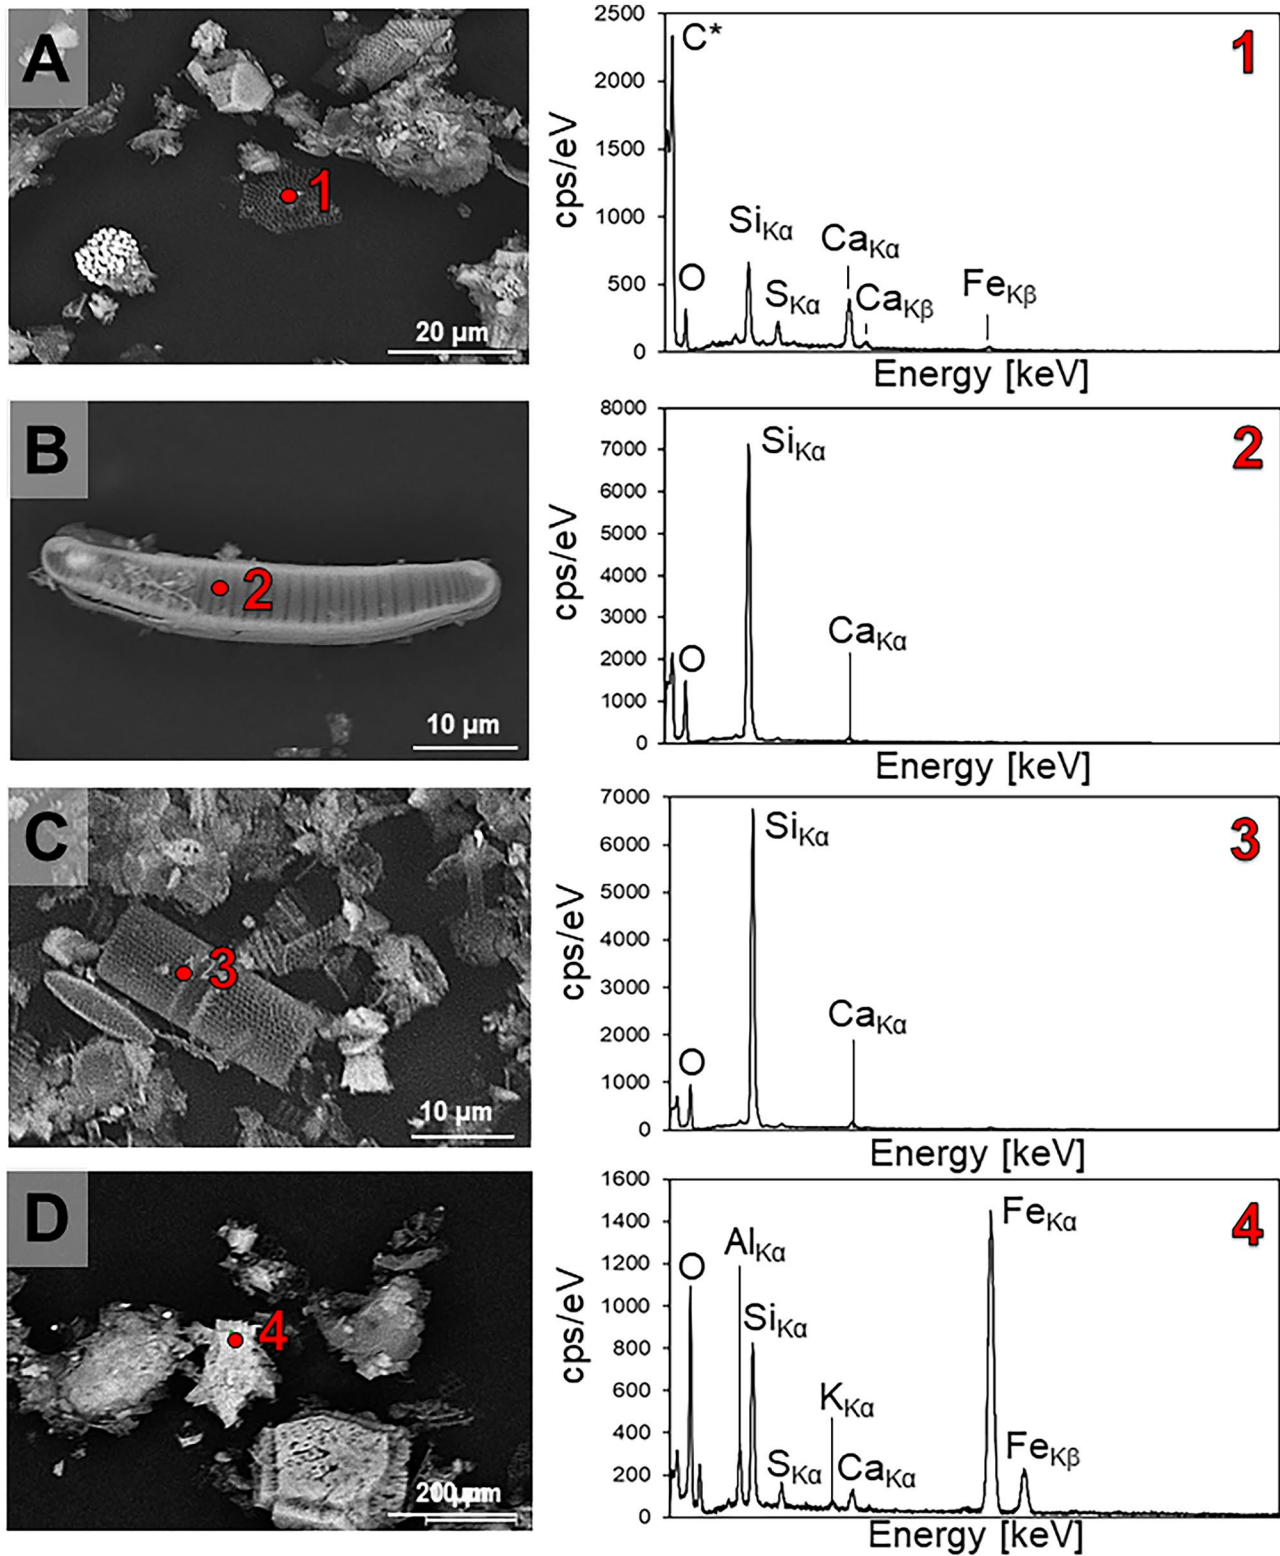 A
1
20 µm
2500
2000
1500
1000
500
0
cps/eV
C*
O
SiKα
SKα
CaKα
CaKβ
FeKβ
1
Energy [keV]
B
2
10 µm
8000
7000
6000
5000
4000
3000
2000
1000
0
cps/eV
O
SiKα
CaKα
2
Energy [keV]
C
3
10 µm
7000
6000
5000
4000
3000
2000
1000
0
cps/eV
O
SiKα
CaKα
3
Energy [keV]
D
4
1600
1400
1200
1000
800
600
400
200
0
cps/eV
O
AlKα
SiKα
SKα
KKα
CaKα
FeKα
FeKβ
4
Energy [keV]